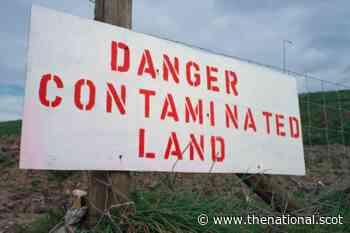 DANGER
CONTAMINATED
LAND
© www.thenational.scot